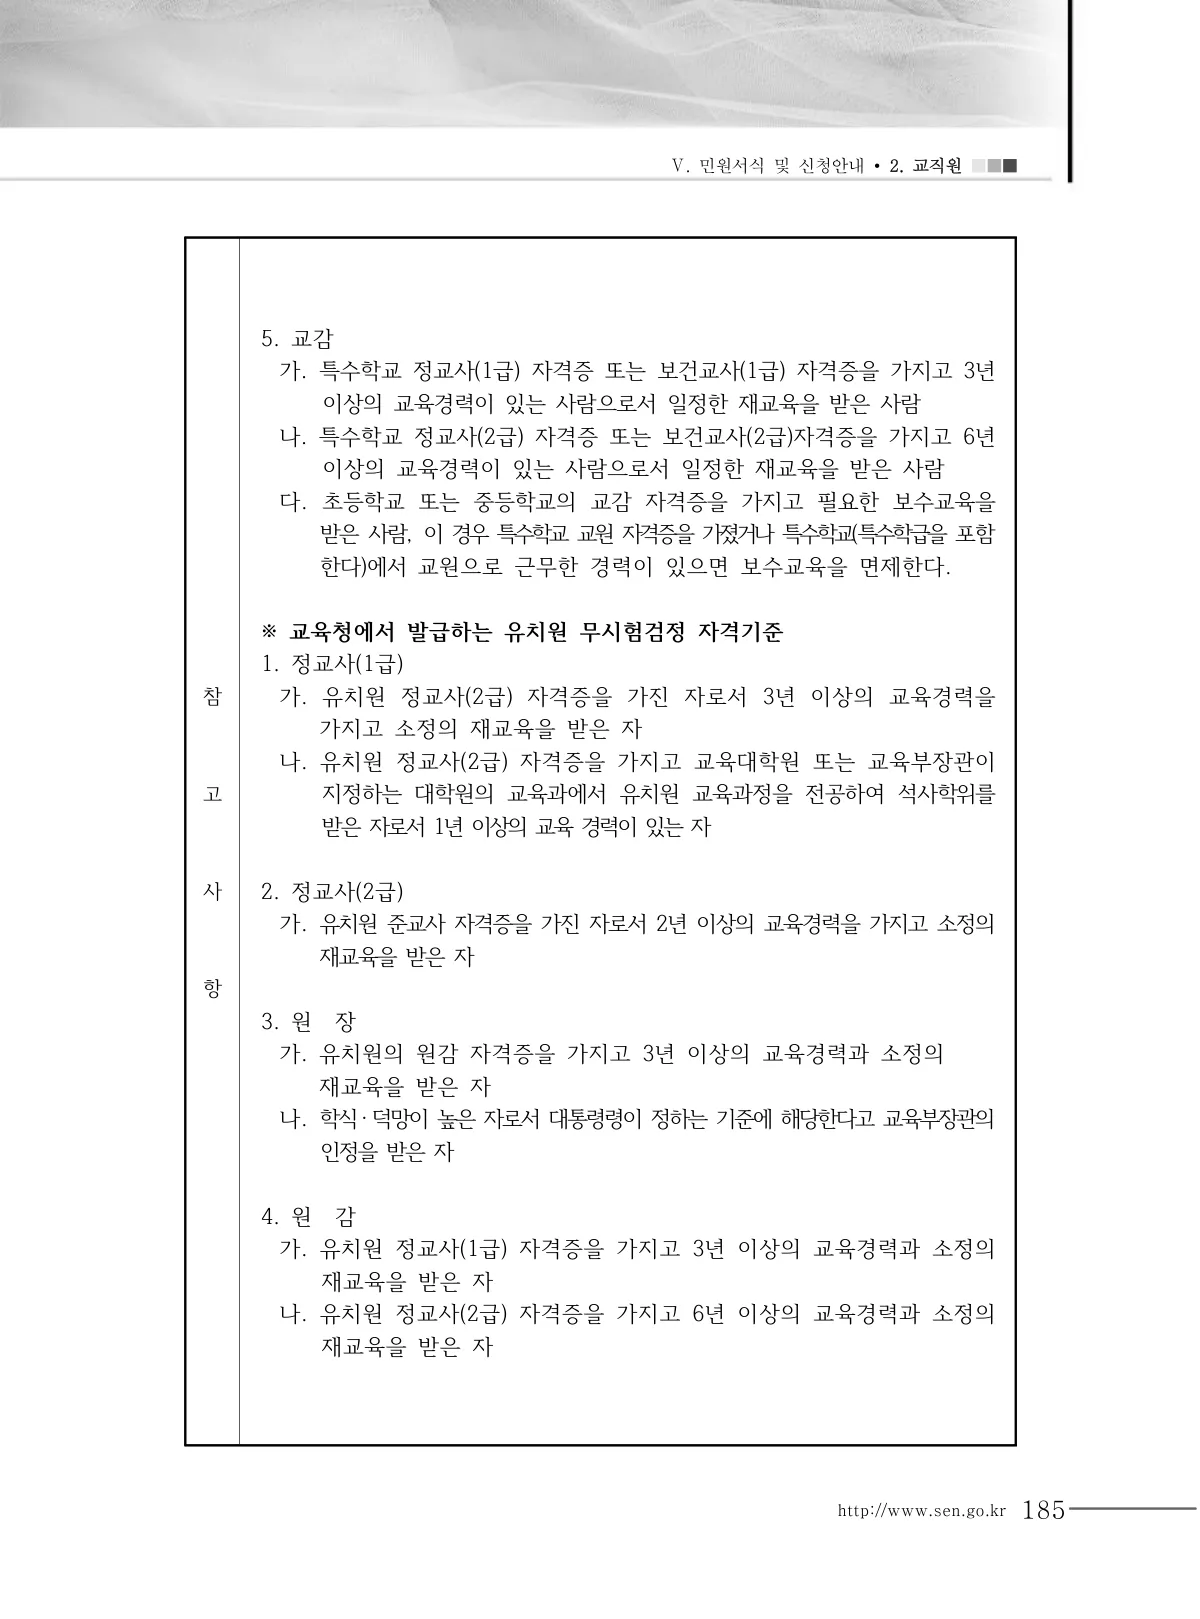 Ⅴ. 민원서식 및 신청안내 • 2. 교직원
참
고
사
항
5. 교감
가. 특수학교 정교사(1급) 자격증 또는 보건교사(1급) 자격증을 가지고 3년
이상의 교육경력이 있는 사람으로서 일정한 재교육을 받은 사람
나. 특수학교 정교사(2급) 자격증 또는 보건교사(2급)자격증을 가지고 6년
이상의 교육경력이 있는 사람으로서 일정한 재교육을 받은 사람
다. 초등학교 또는 중등학교의 교감 자격증을 가지고 필요한 보수교육을
받은 사람, 이 경우 특수학교 교원 자격증을 가졌거나 특수학교(특수학급을 포함
한다)에서 교원으로 근무한 경력이 있으면 보수교육을 면제한다.
※ 교육청에서 발급하는 유치원 무시험검정 자격기준
1. 정교사(1급)
가. 유치원 정교사(2급) 자격증을 가진 자로서 3년 이상의 교육경력을
가지고 소정의 재교육을 받은 자
나. 유치원 정교사(2급) 자격증을 가지고 교육대학원 또는 교육부장관이
지정하는 대학원의 교육과에서 유치원 교육과정을 전공하여 석사학위를
받은 자로서 1년 이상의 교육 경력이 있는 자
2. 정교사(2급)
가. 유치원 준교사 자격증을 가진 자로서 2년 이상의 교육경력을 가지고 소정의
재교육을 받은 자
3. 원 장
가. 유치원의 원감 자격증을 가지고 3년 이상의 교육경력과 소정의
재교육을 받은 자
나. 학식·덕망이 높은 자로서 대통령령이 정하는 기준에 해당한다고 교육부장관의
인정을 받은 자
4. 원 감
가. 유치원 정교사(1급) 자격증을 가지고 3년 이상의 교육경력과 소정의
재교육을 받은 자
나. 유치원 정교사(2급) 자격증을 가지고 6년 이상의 교육경력과 소정의
재교육을 받은 자
http://www.sen.go.kr 185